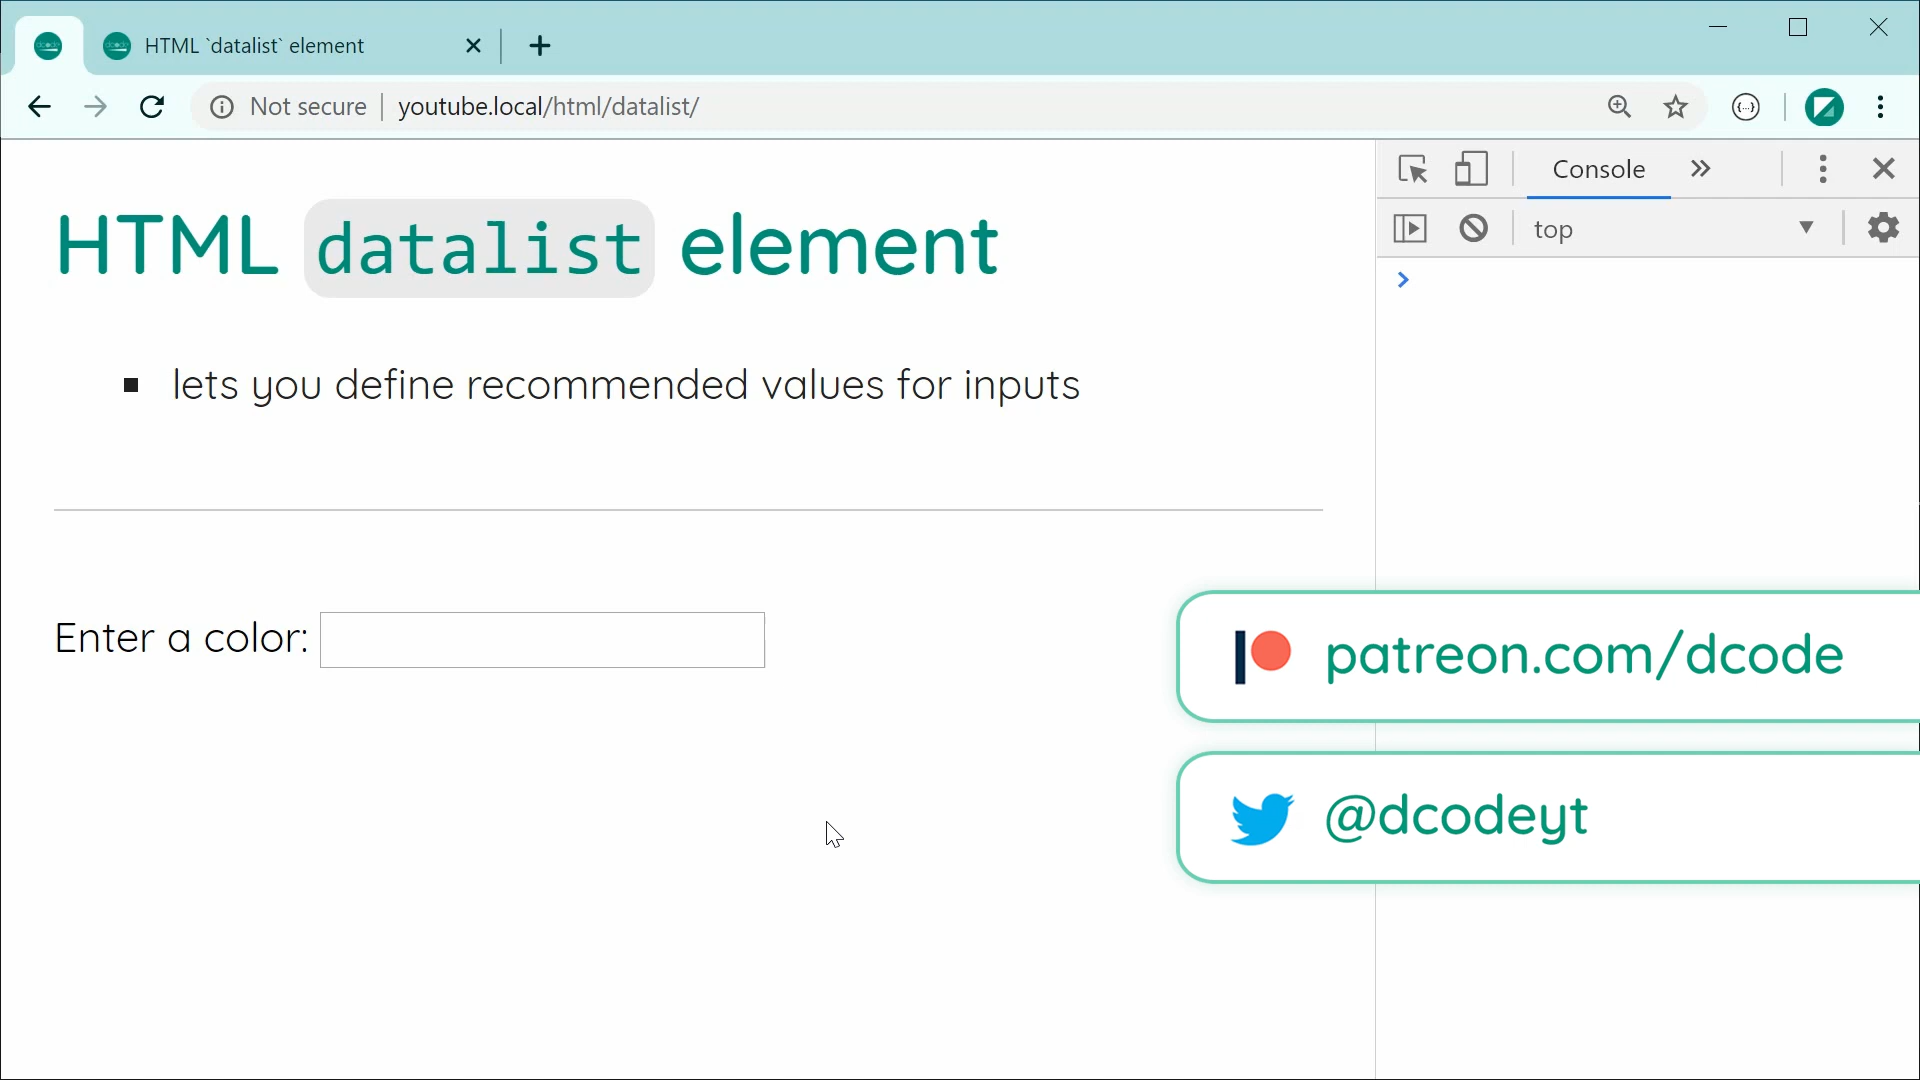 HTML `datalist` element
Not secure
youtube.local/html/datalist/
Console
top
HTML datalist element
lets you define recommended values for inputs
Enter a color:
patreon.com/dcode
@dcodeyt